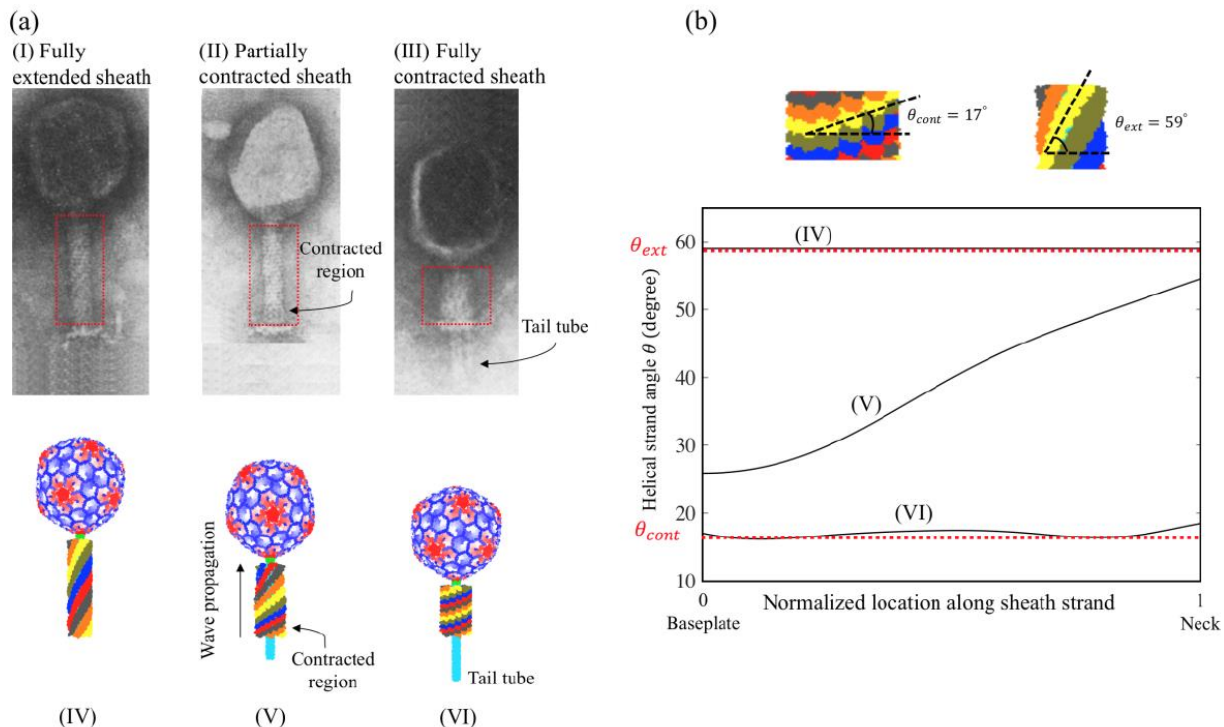 (a)
(I) Fully
extended sheath
(II) Partially
contracted sheath
(III) Fully
contracted sheath
Contracted
region
Tail tube
Wave propagation
Contracted
region
Tail tube
(IV)
(V)
(VI)
(b)
θcont = 17°
θext = 59°
Helical strand angle θ (degree)
60
50
40
30
20
10
θext
θcont
(IV)
(V)
(VI)
0
1
Normalized location along sheath strand
Baseplate
Neck